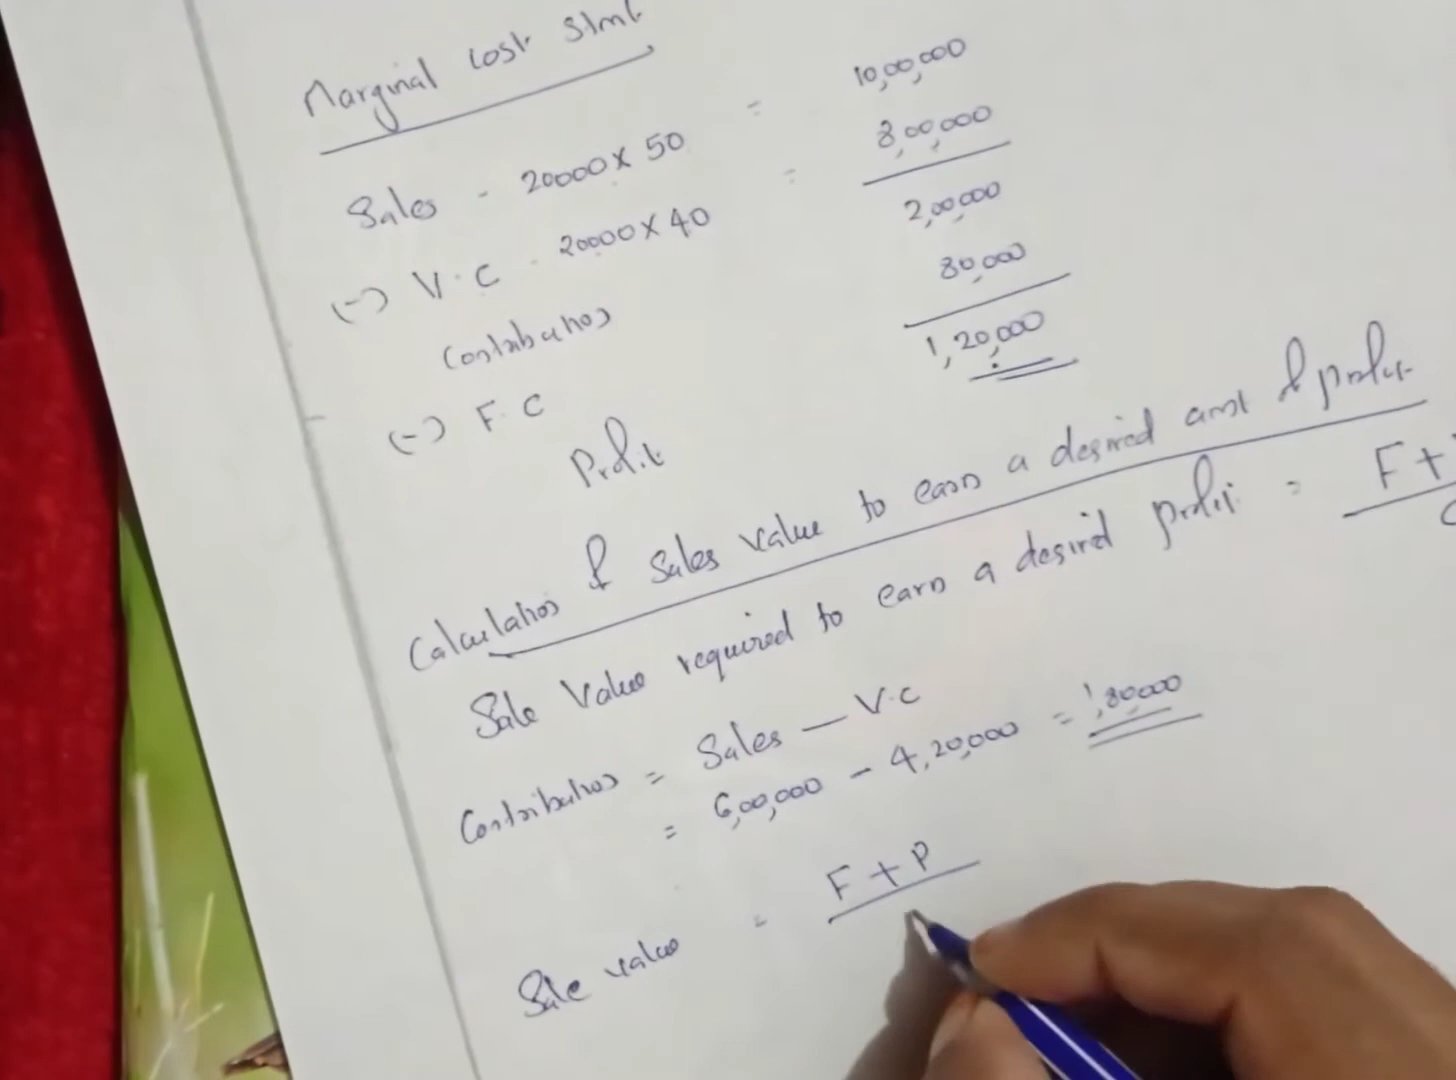 Marginal Cost Stmt
Sales - 20000 X 50 = 10,00,000
(-) V.C - 20000 X 40 = 8,00,000
Contribution 2,00,000
(-) F.C 80,000
Profit 1,20,000
Calculation of Sales value to earn a desired amt of profit
Sale Value required to earn a desired profit = F +
Contribution = Sales — V.C
= 6,00,000 - 4,20,000 = 1,80,000
F + P
Sale value =